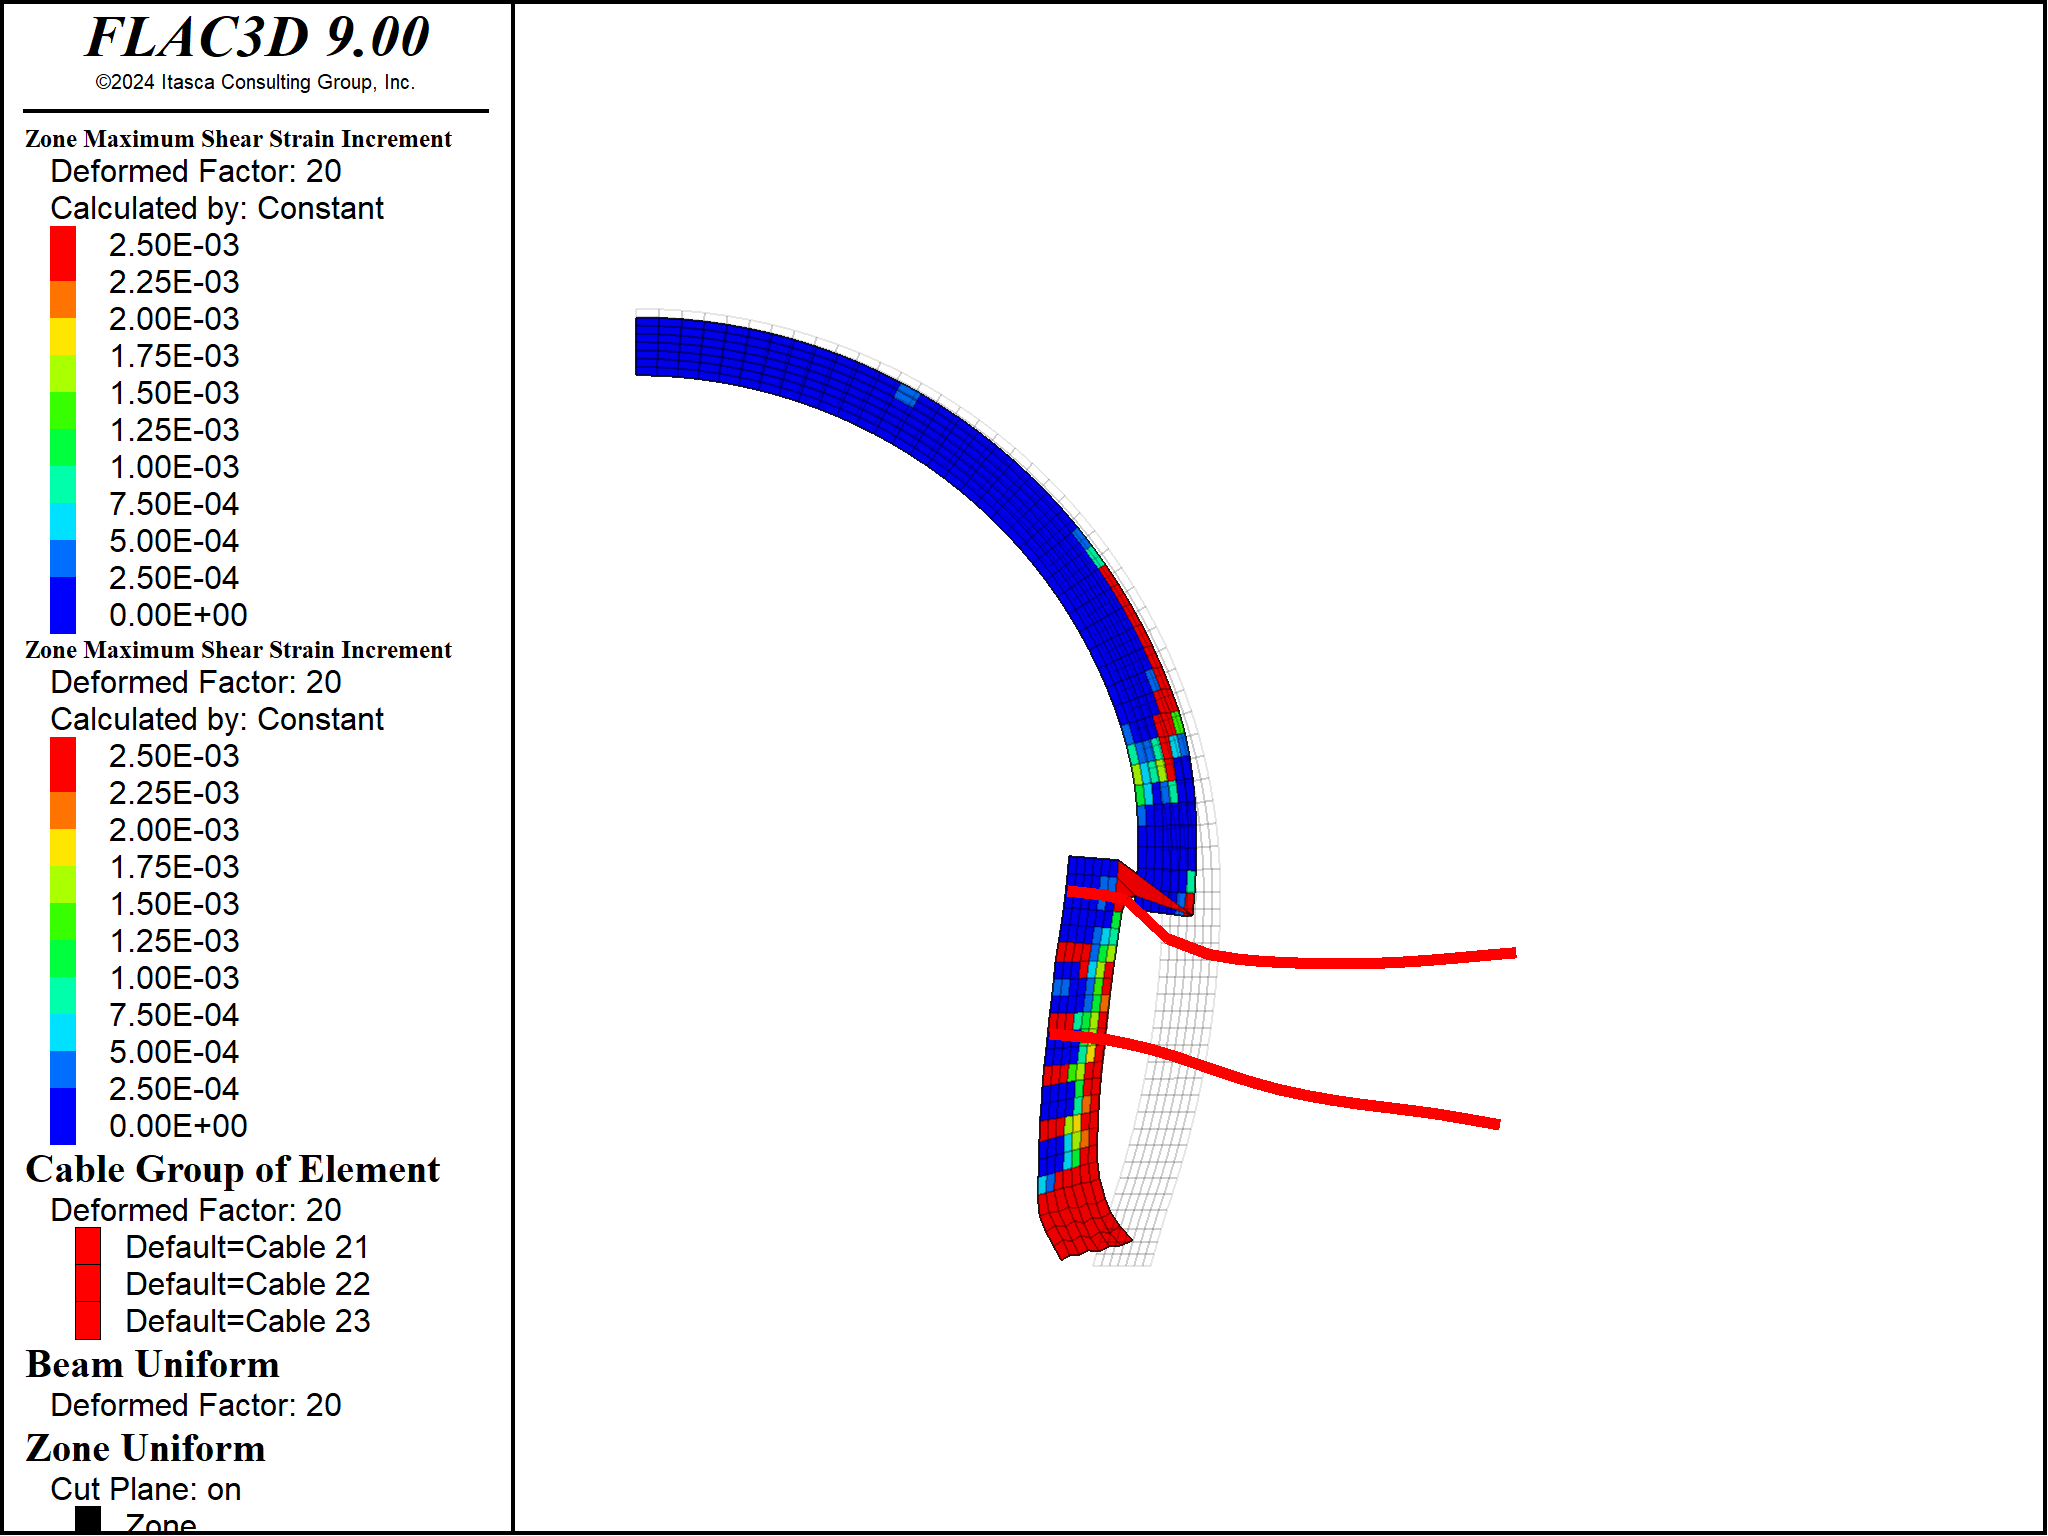 FLAC3D 9.00
©2024 Itasca Consulting Group, Inc.
Zone Maximum Shear Strain Increment
Deformed Factor: 20
Calculated by: Constant
2.50E-03
2.25E-03
2.00E-03
1.75E-03
1.50E-03
1.25E-03
1.00E-03
7.50E-04
5.00E-04
2.50E-04
0.00E+00
Zone Maximum Shear Strain Increment
Deformed Factor: 20
Calculated by: Constant
2.50E-03
2.25E-03
2.00E-03
1.75E-03
1.50E-03
1.25E-03
1.00E-03
7.50E-04
5.00E-04
2.50E-04
0.00E+00
Cable Group of Element
Deformed Factor: 20
Default=Cable 21
Default=Cable 22
Default=Cable 23
Beam Uniform
Deformed Factor: 20
Zone Uniform
Cut Plane: on
Zone